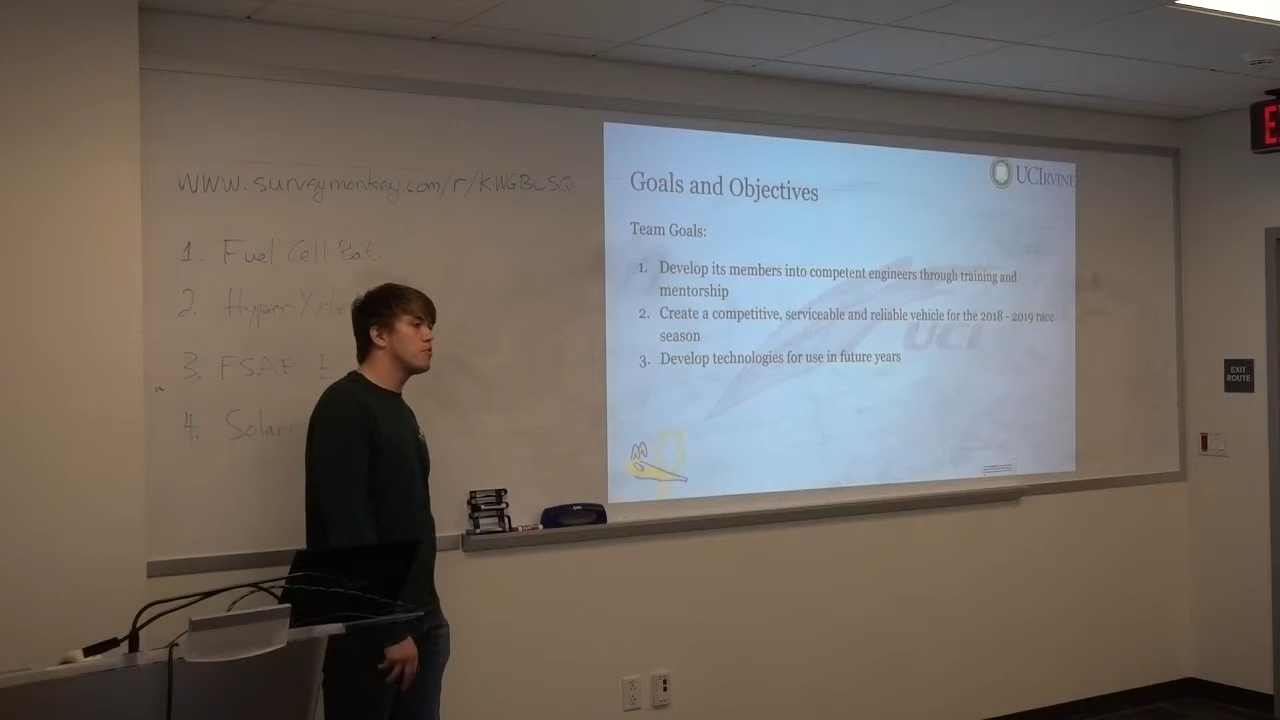 www.surveymonkey.com/r/KWGBLSQ
1. Fuel Cell Bat.
2. Hyper
3. FSAE E
4. Solar
UCIRVINE
Goals and Objectives
Team Goals:
1. Develop its members into competent engineers through training and
mentorship
2. Create a competitive, serviceable and reliable vehicle for the 2018 - 2019 race
season
3. Develop technologies for use in future years
UCI
E
EXIT
ROUTE